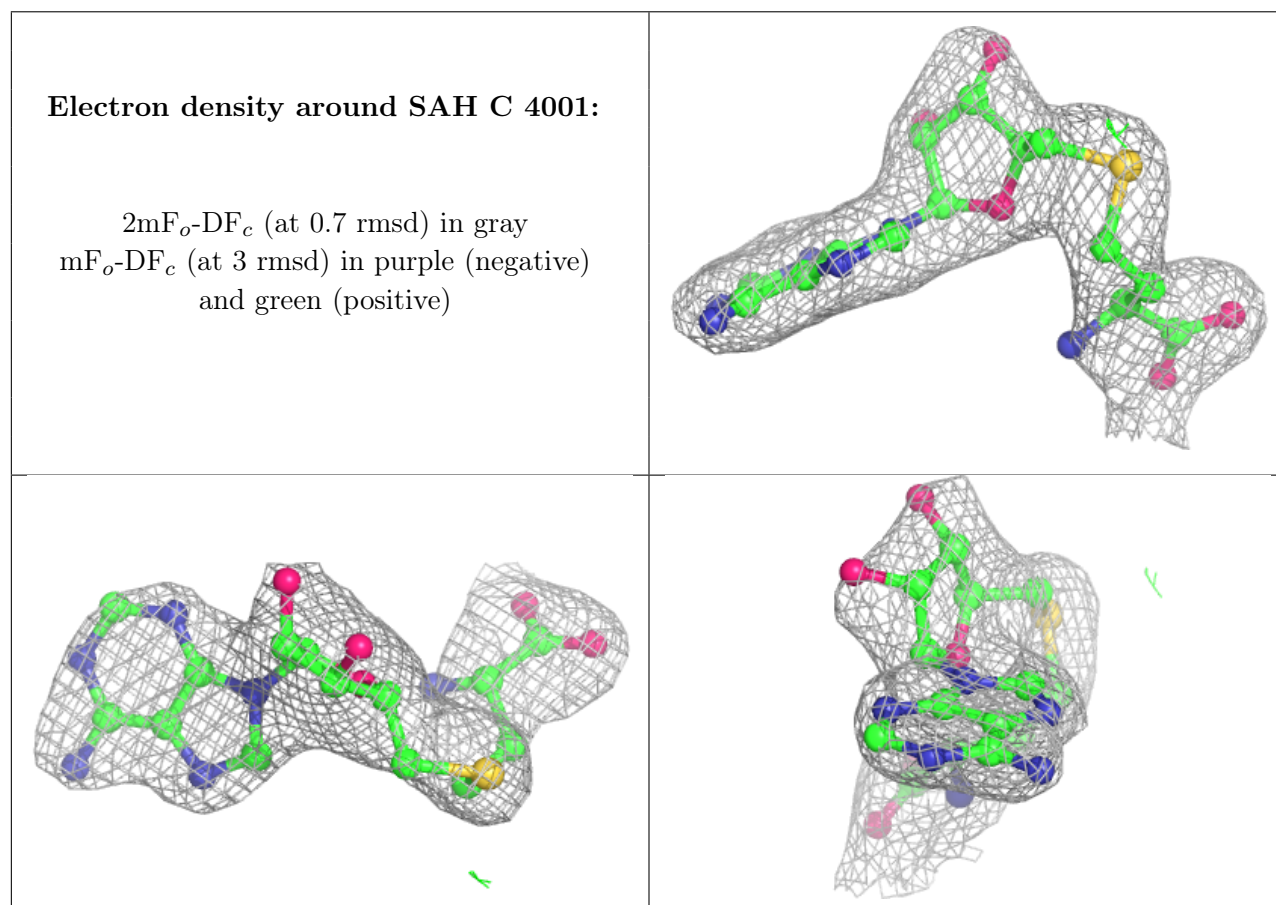 Electron density around SAH C 4001:
2mFo-DFc (at 0.7 rmsd) in gray
mFo-DFc (at 3 rmsd) in purple (negative)
and green (positive)